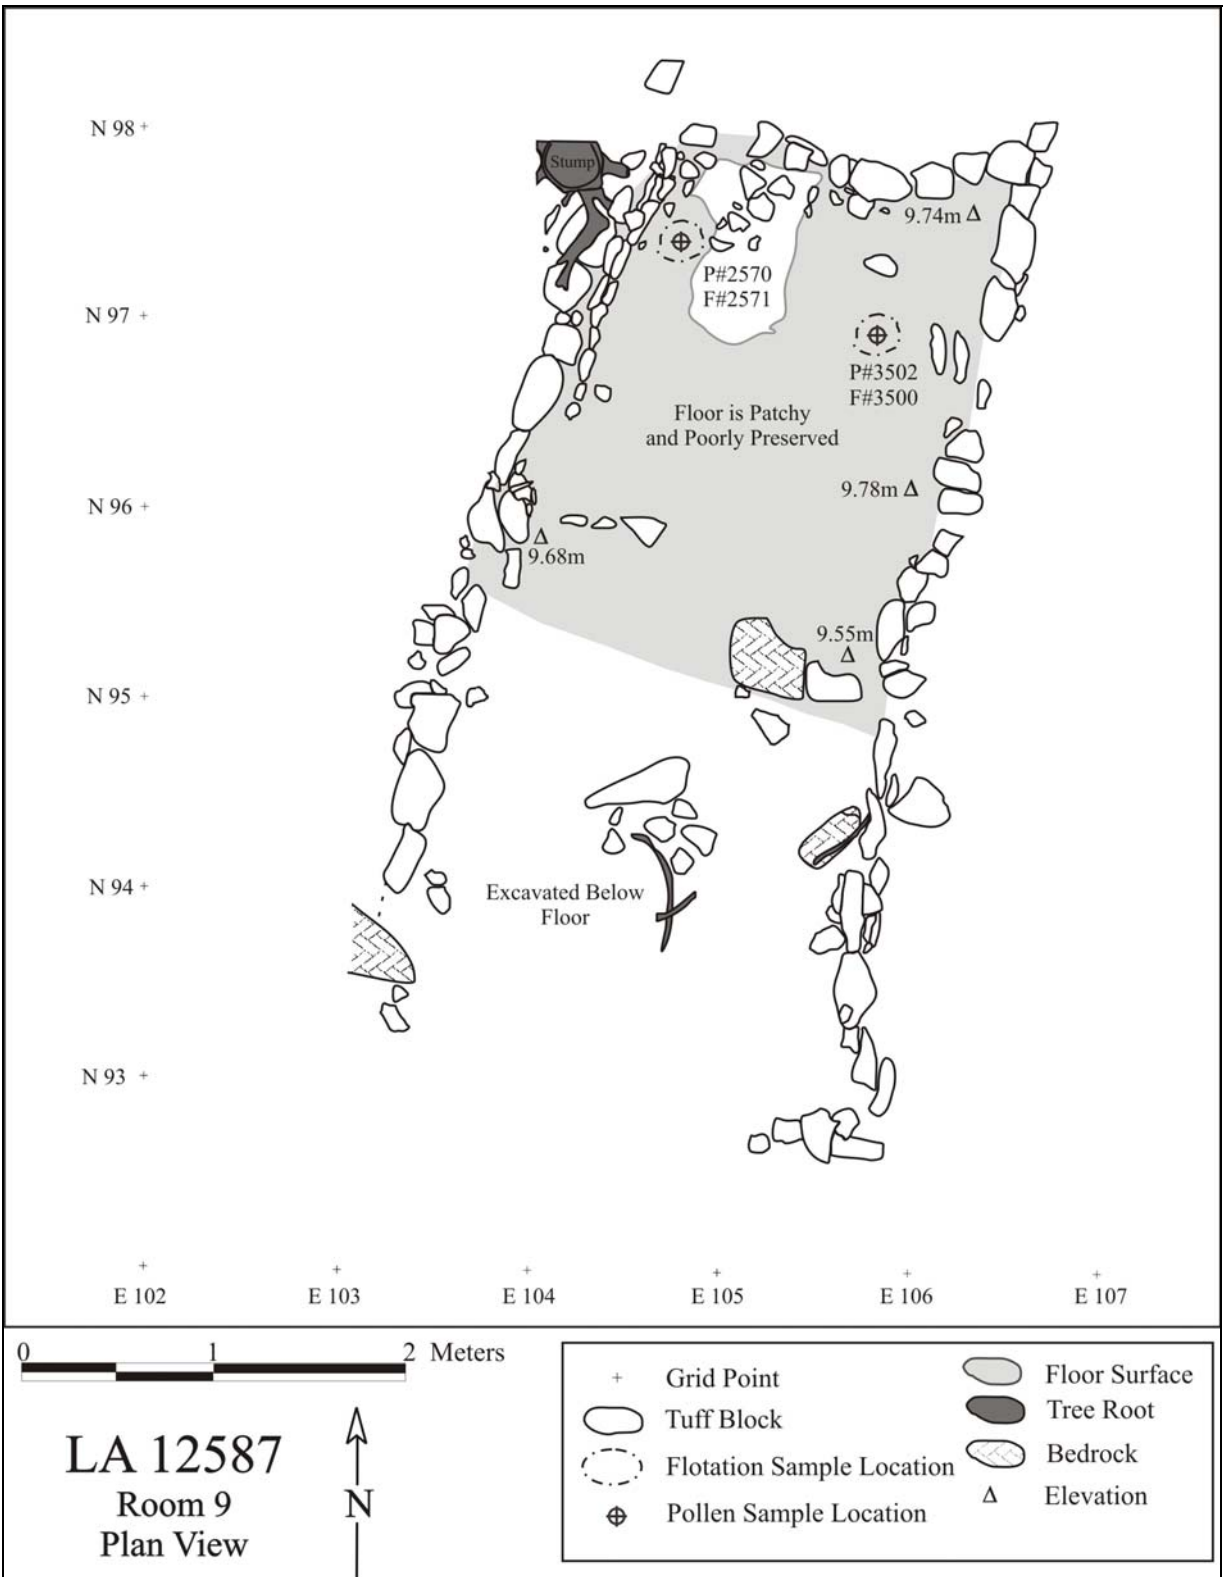 N 98
Stump
9.74m Δ
P#2570
F#2571
N 97
P#3502
F#3500
Floor is Patchy
and Poorly Preserved
9.78m Δ
N 96
Δ
9.68m
9.55m
Δ
N 95
N 94
Excavated Below
Floor
N 93
E 102
E 103
E 104
E 105
E 106
E 107
0 1 2 Meters
LA 12587
Room 9
Plan View
N
Grid Point
Tuff Block
Flotation Sample Location
Pollen Sample Location
Floor Surface
Tree Root
Bedrock
Δ Elevation